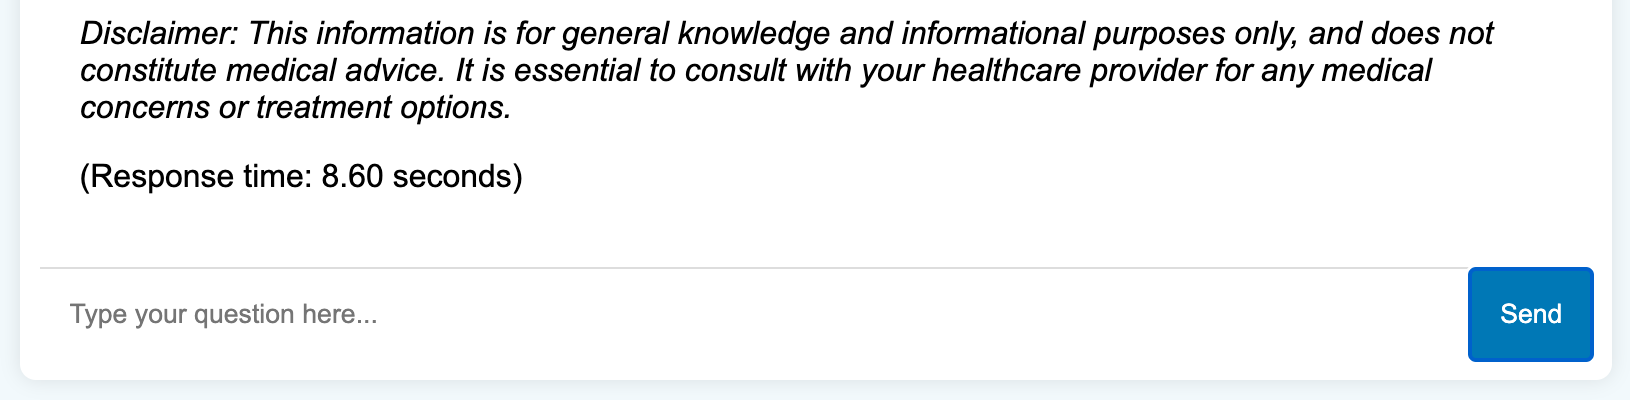 Disclaimer: This information is for general knowledge and informational purposes only, and does not
constitute medical advice. It is essential to consult with your healthcare provider for any medical
concerns or treatment options.
(Response time: 8.60 seconds)
Type your question here...
Send